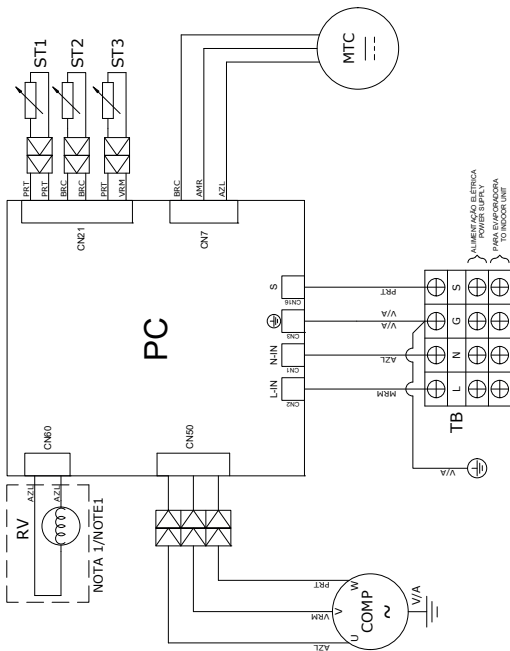 ST1
ST2
ST3
PRT
PRT
BRC
BRC
PRT
VRM
CN21
MTC
BRC
AMR
AZL
CN7
PC
CN60
AZL
AZL
RV
NOTA 1/NOTE1
CN50
S
CN16
CN3
N-IN
CN1
L-IN
CN2
PRT
V/A
V/A
AZL
MRM
V/A
TB
L
N
G
S
ALIMENTAÇÃO ELÉTRICA
POWER SUPPLY
PARA EVAPORADORA
TO INDOOR UNIT
AZL
VRM
PRT
U
V
W
COMP
~
V/A